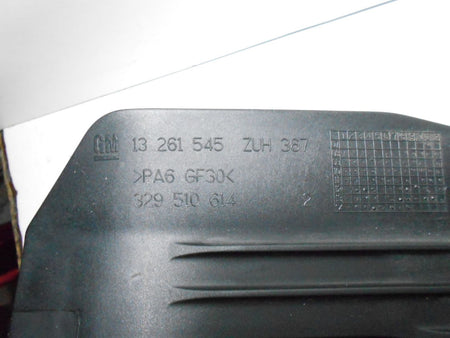 GM 13 261 545 ZUH 387
>PA6 GF30<
329 510 614 2